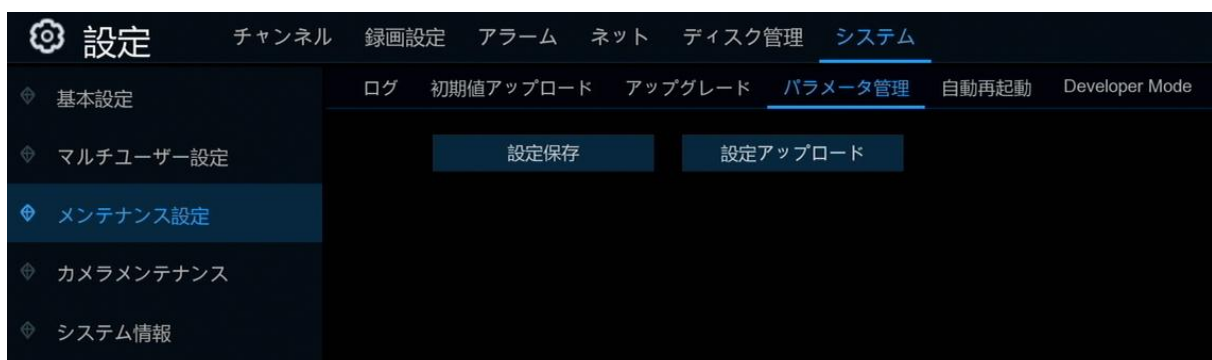 設定 チャンネル 録画設定 アラーム ネット ディスク管理 システム
ログ 初期値アップロード アップグレード パラメータ管理 自動再起動 Developer Mode
基本設定
マルチユーザー設定
メンテナンス設定
カメラメンテナンス
システム情報
設定保存 設定アップロード